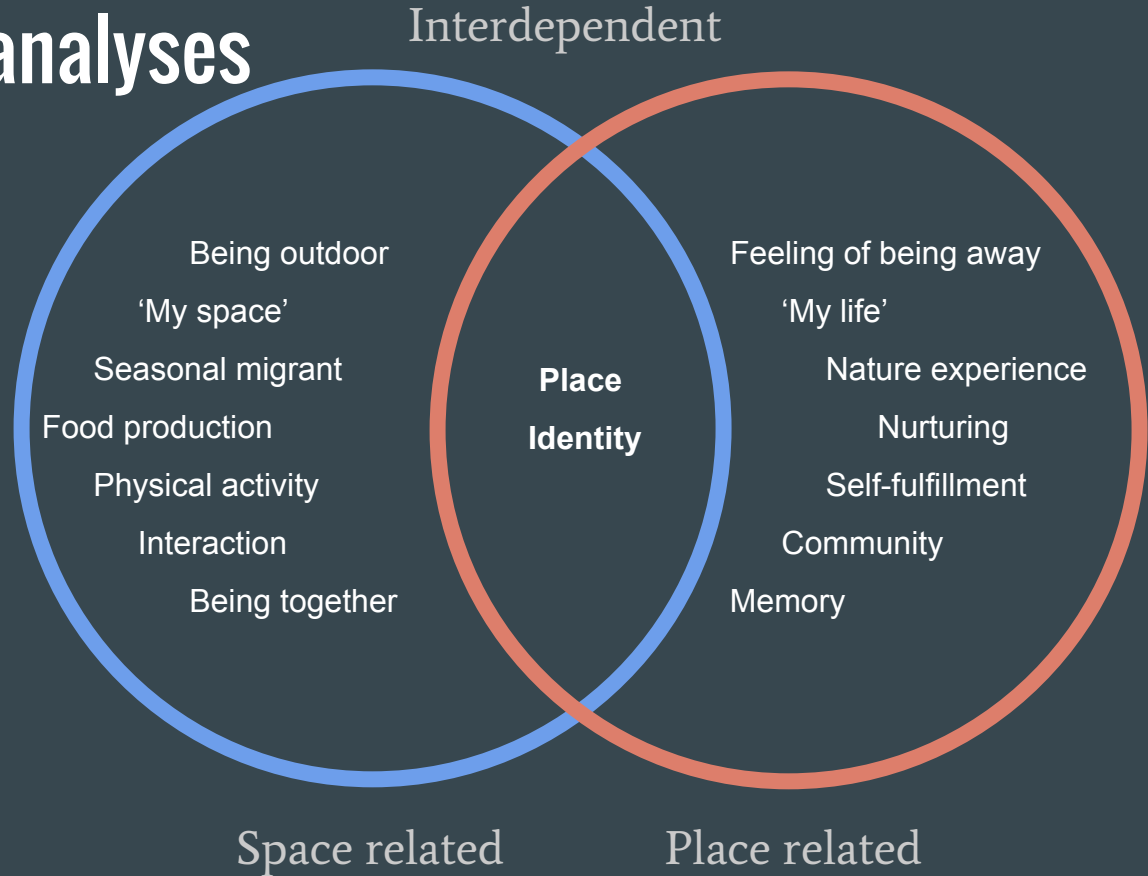 analyses
Interdependent
Being outdoor
‘My space’
Seasonal migrant
Food production
Physical activity
Interaction
Being together
Place
Identity
Feeling of being away
‘My life’
Nature experience
Nurturing
Self-fulfillment
Community
Memory
Space related
Place related